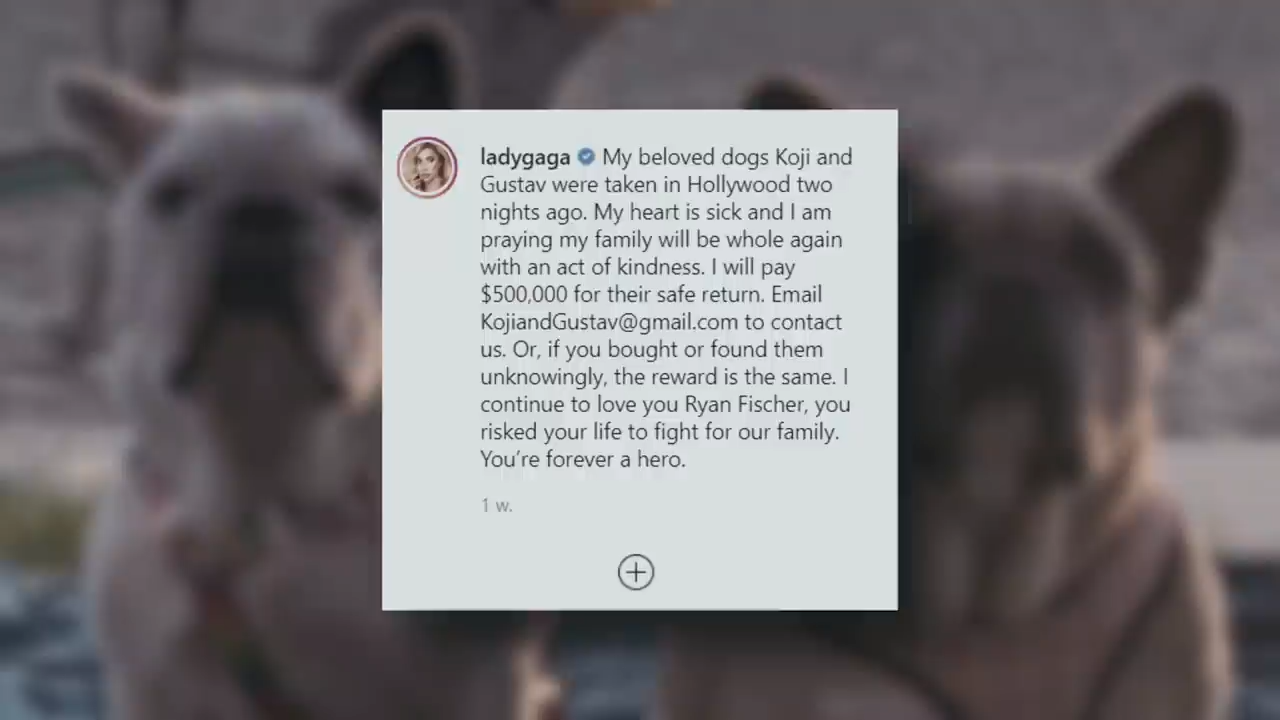 ladygaga My beloved dogs Koji and
Gustav were taken in Hollywood two
nights ago. My heart is sick and I am
praying my family will be whole again
with an act of kindness. I will pay
$500,000 for their safe return. Email
KojiandGustav@gmail.com to contact
us. Or, if you bought or found them
unknowingly, the reward is the same. I
continue to love you Ryan Fischer, you
risked your life to fight for our family.
You're forever a hero.
1 w.